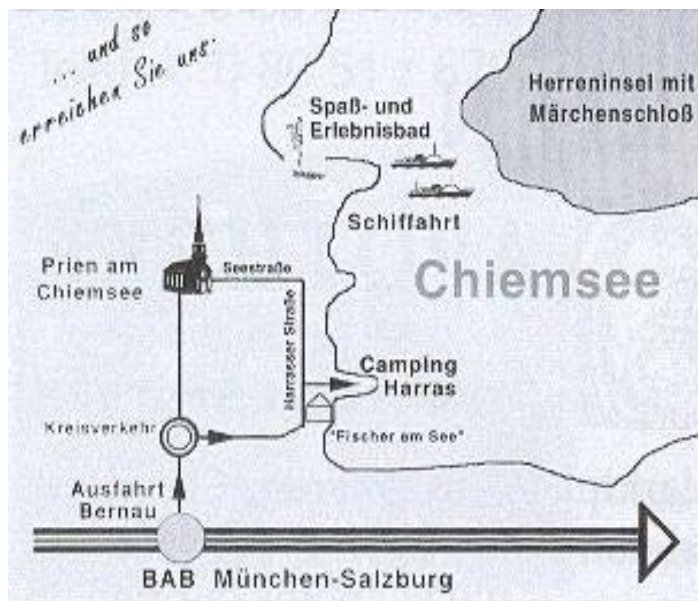 ... und so
erreichen Sie uns:
Herreninsel mit
Märchenschloß
Spaß- und
Erlebnisbad
Schiffahrt
Prien am
Chiemsee
Seestraße
Chiemsee
Harrasser Straße
Camping
Harras
Kreisverkehr
"Fischer am See"
Ausfahrt
Bernau
BAB München-Salzburg